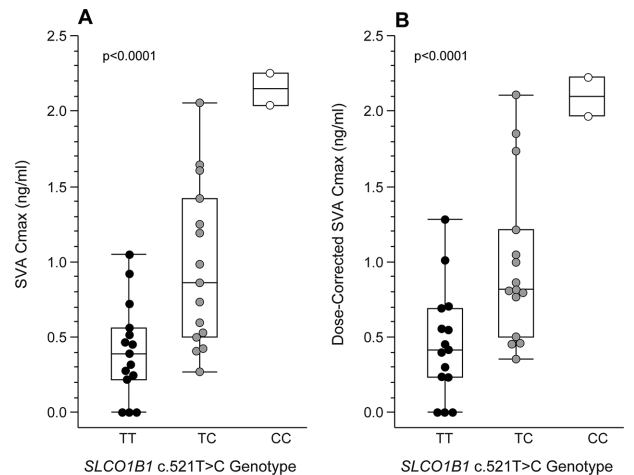 A
SVA Cmax (ng/ml)
2.5
2.0
1.5
1.0
0.5
0.0
p<0.0001
TT TC CC
SLCO1B1 c.521T>C Genotype
B
Dose-Corrected SVA Cmax (ng/ml)
2.5
2.0
1.5
1.0
0.5
0.0
p<0.0001
TT TC CC
SLCO1B1 c.521T>C Genotype